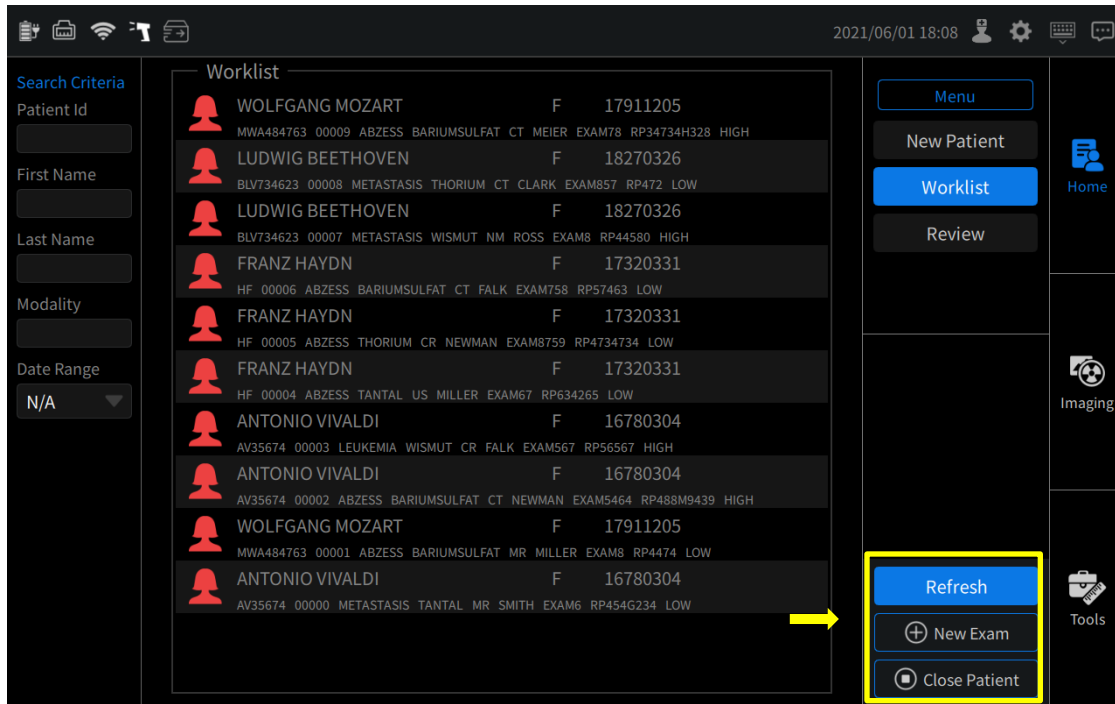 2021/06/01 18:08
Search Criteria
Patient Id
First Name
Last Name
Modality
Date Range
N/A
Worklist
WOLFGANG MOZART F 17911205
MWA484763 00009 ABZESS BARIUMSULFAT CT MEIER EXAM78 RP34734H328 HIGH
LUDWIG BEETHOVEN F 18270326
BLV734623 00008 METASTASIS THORIUM CT CLARK EXAM857 RP472 LOW
LUDWIG BEETHOVEN F 18270326
BLV734623 00007 METASTASIS WISMUT NM ROSS EXAM8 RP44580 HIGH
FRANZ HAYDN F 17320331
HF 00006 ABZESS BARIUMSULFAT CT FALK EXAM758 RP57463 LOW
FRANZ HAYDN F 17320331
HF 00005 ABZESS THORIUM CR NEWMAN EXAM8759 RP4734734 LOW
FRANZ HAYDN F 17320331
HF 00004 ABZESS TANTAL US MILLER EXAM67 RP634265 LOW
ANTONIO VIVALDI F 16780304
AV35674 00003 LEUKEMIA WISMUT CR FALK EXAM567 RP56567 HIGH
ANTONIO VIVALDI F 16780304
AV35674 00002 ABZESS BARIUMSULFAT CT NEWMAN EXAM5464 RP488M9439 HIGH
WOLFGANG MOZART F 17911205
MWA484763 00001 ABZESS BARIUMSULFAT MR MILLER EXAM8 RP4474 LOW
ANTONIO VIVALDI F 16780304
AV35674 00000 METASTASIS TANTAL MR SMITH EXAM6 RP454G234 LOW
Menu
New Patient
Worklist
Review
Refresh
New Exam
Close Patient
Home
Imaging
Tools